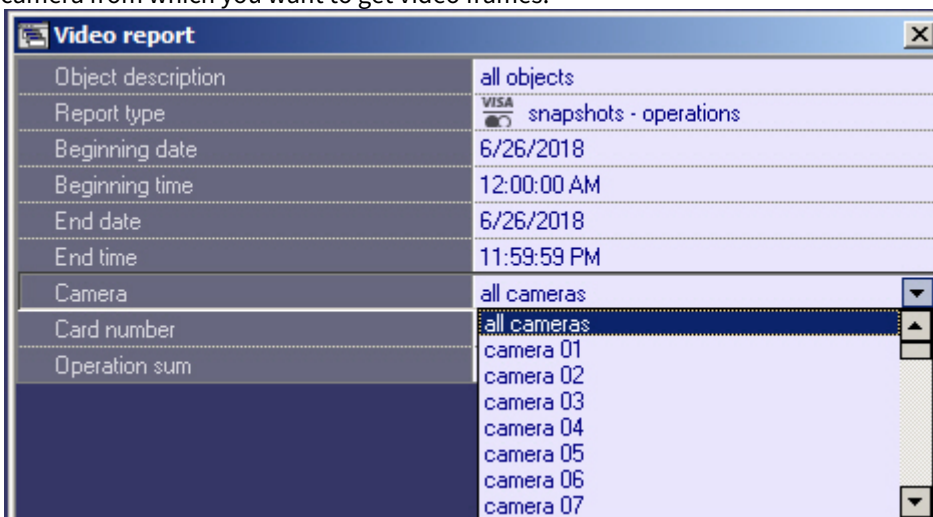 camera from which you want to get video frames.
Video report
Object description all objects
Report type VISA snapshots - operations
Beginning date 6/26/2018
Beginning time 12:00:00 AM
End date 6/26/2018
End time 11:59:59 PM
Camera all cameras
Card number all cameras
camera 01
Operation sum camera 02
camera 03
camera 04
camera 05
camera 06
camera 07